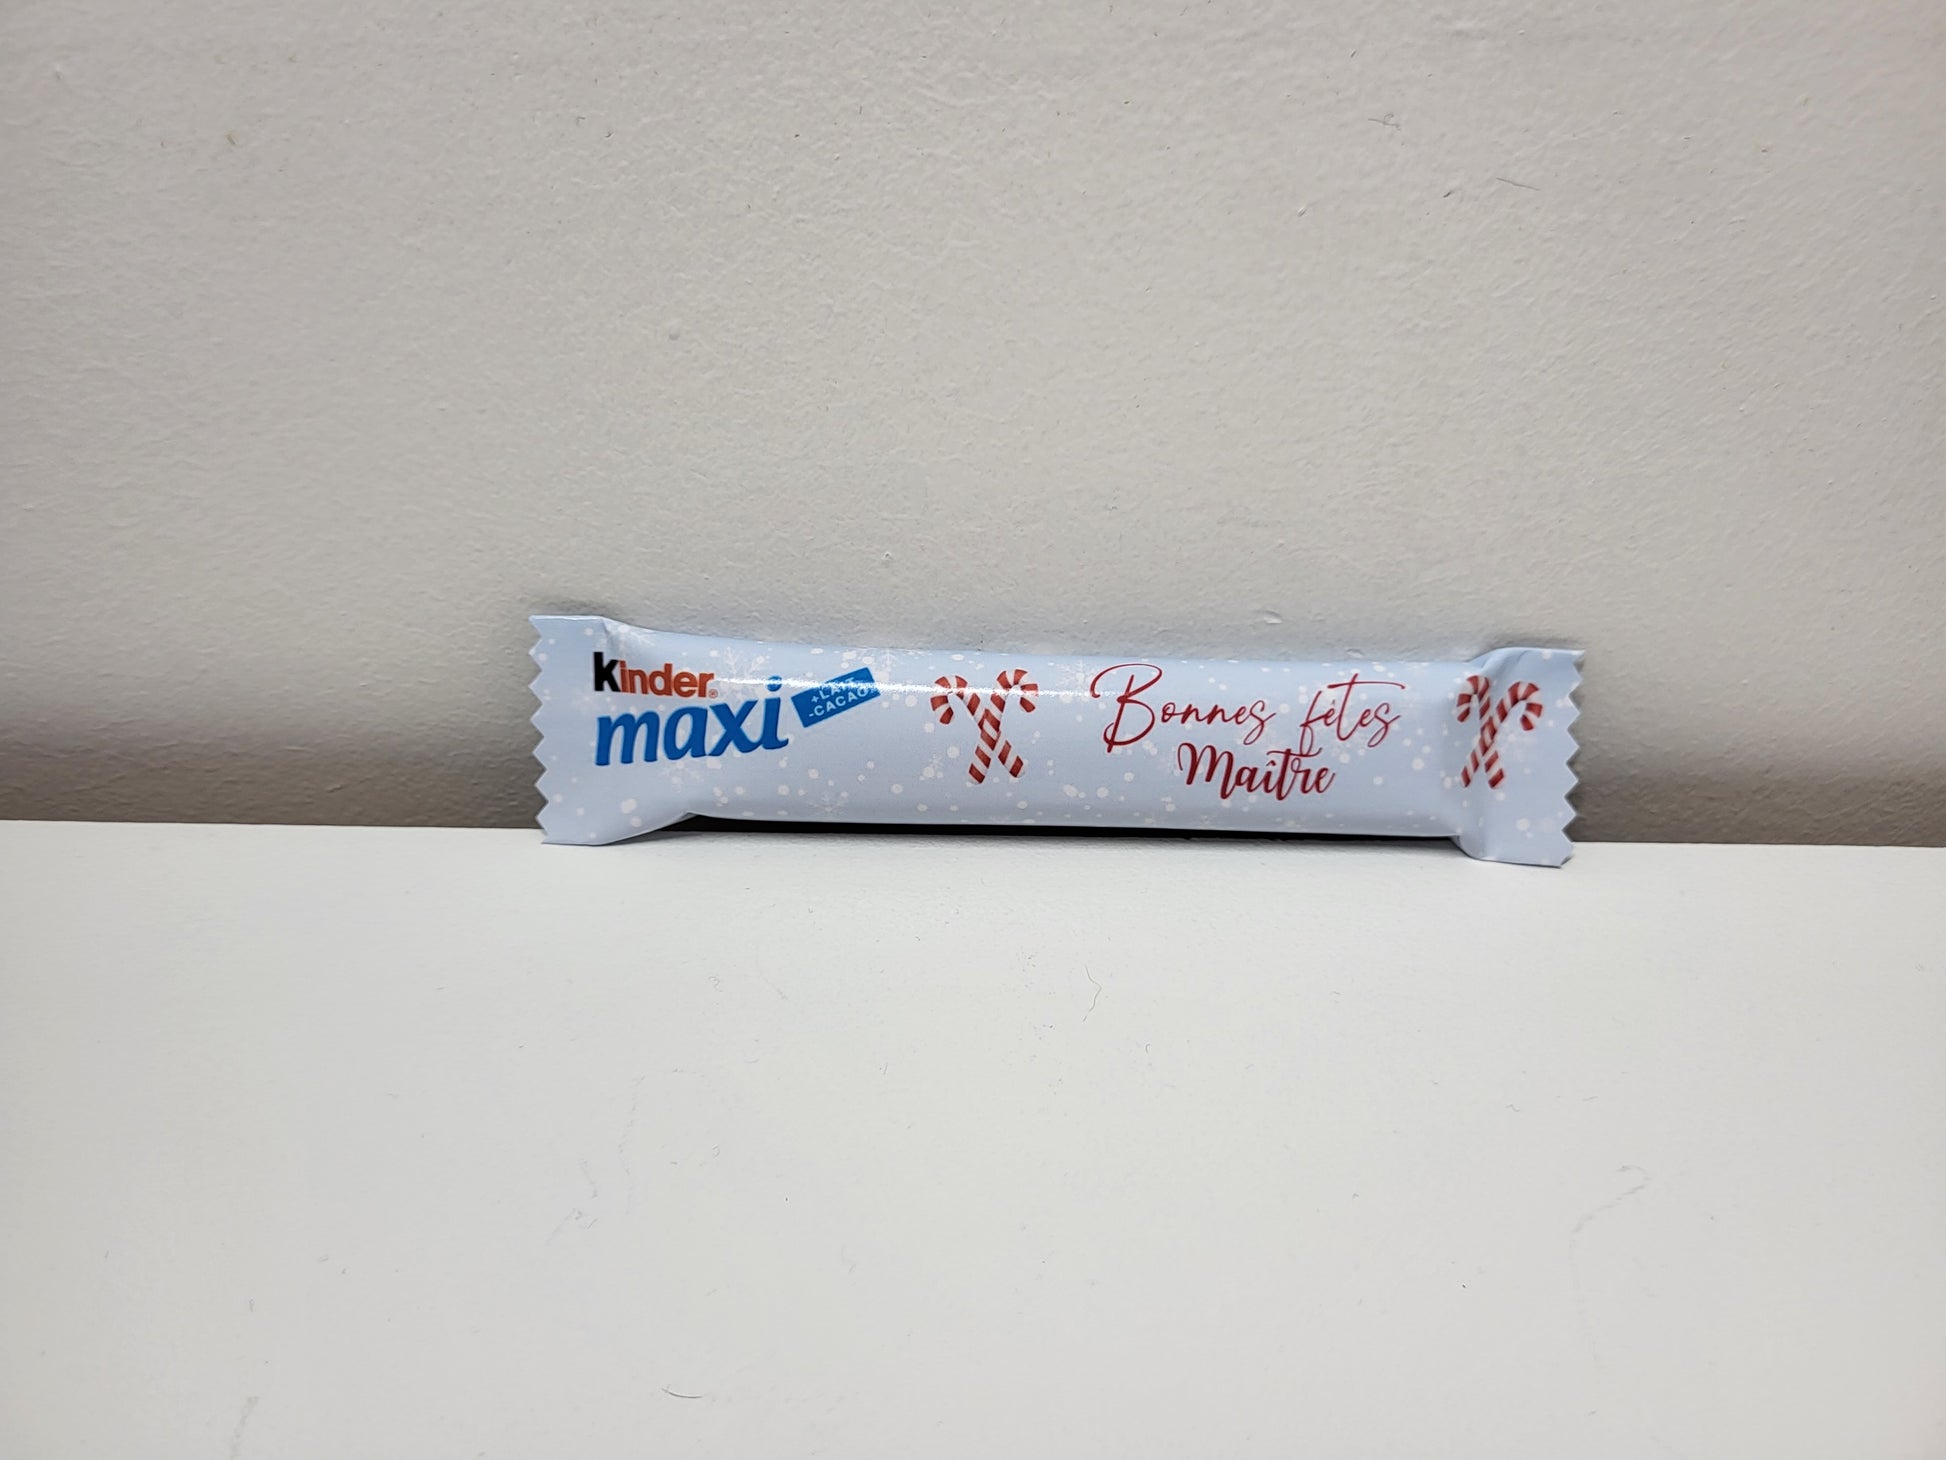 Kinder
maxi
+LAIT
-CACAO
Bonnes fêtes
Maître